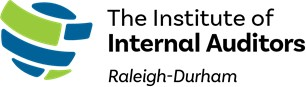 The Institute of
Internal Auditors
Raleigh-Durham